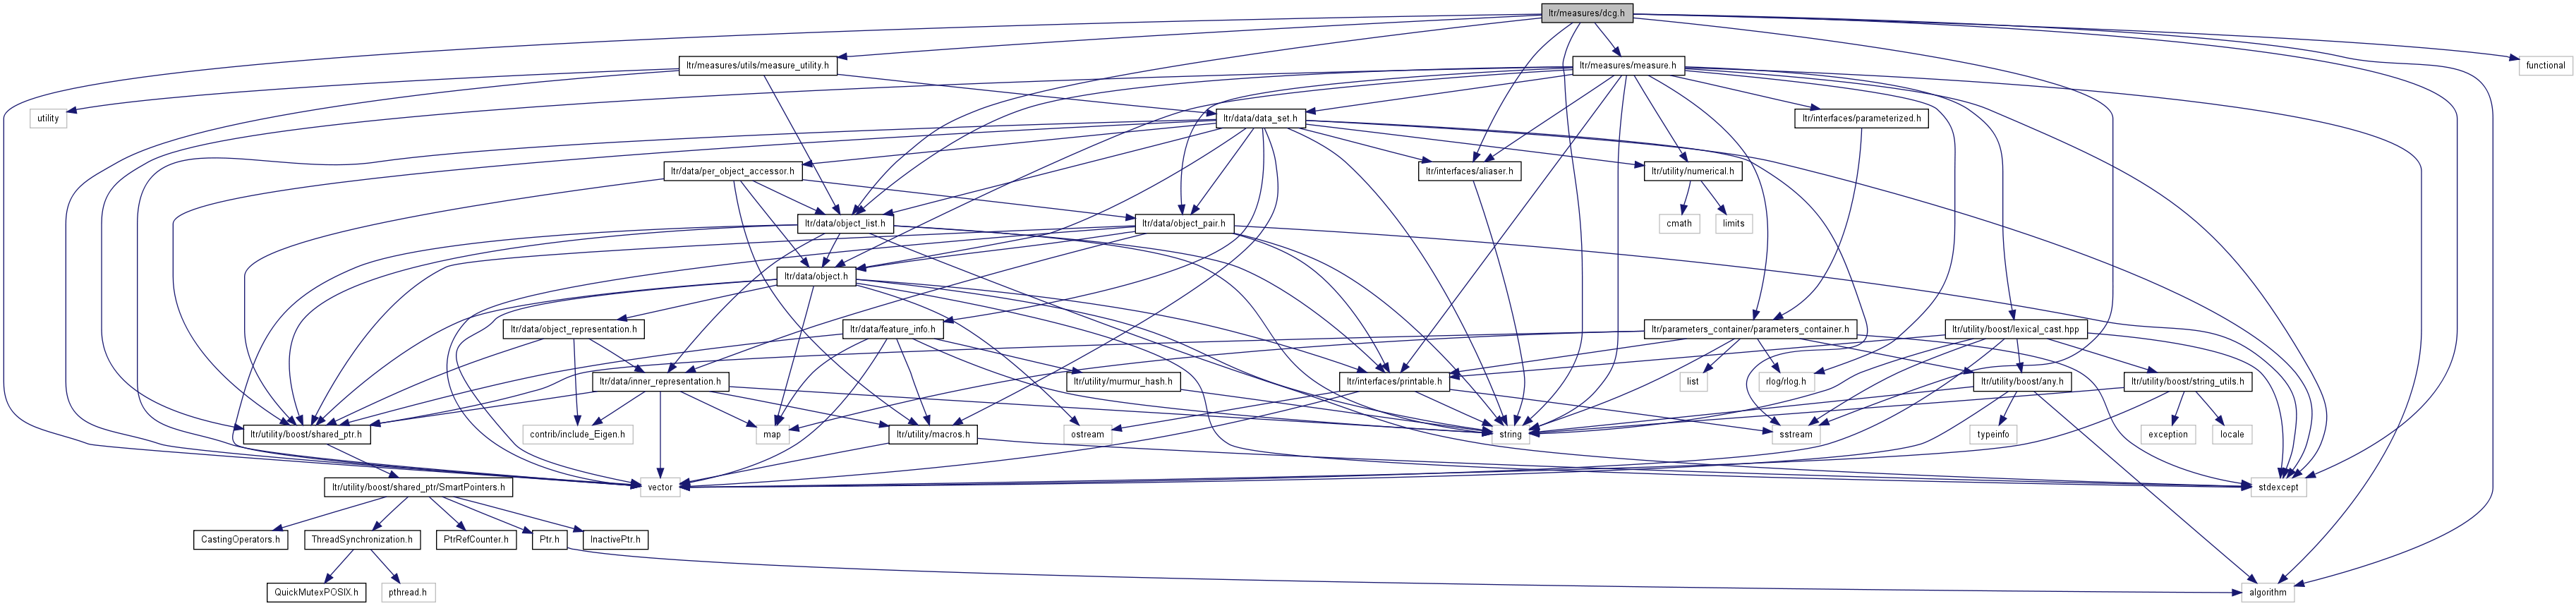 ltr/measures/dcg.h
ltr/measures/utils/measure_utility.h
ltr/measures/measure.h
functional
utility
ltr/data/data_set.h
ltr/interfaces/parameterized.h
ltr/data/per_object_accessor.h
ltr/interfaces/aliaser.h
ltr/utility/numerical.h
ltr/data/object_list.h
ltr/data/object_pair.h
cmath
limits
ltr/data/object.h
ltr/data/object_representation.h
ltr/data/feature_info.h
ltr/parameters_container/parameters_container.h
ltr/utility/boost/lexical_cast.hpp
ltr/data/inner_representation.h
ltr/utility/murmur_hash.h
ltr/interfaces/printable.h
list
rlog/rlog.h
ltr/utility/boost/any.h
ltr/utility/boost/string_utils.h
ltr/utility/boost/shared_ptr.h
contrib/include_Eigen.h
map
ltr/utility/macros.h
ostream
string
sstream
typeinfo
exception
locale
ltr/utility/boost/shared_ptr/SmartPointers.h
vector
stdexcept
CastingOperators.h
ThreadSynchronization.h
PtrRefCounter.h
Ptr.h
InactivePtr.h
QuickMutexPOSIX.h
pthread.h
algorithm